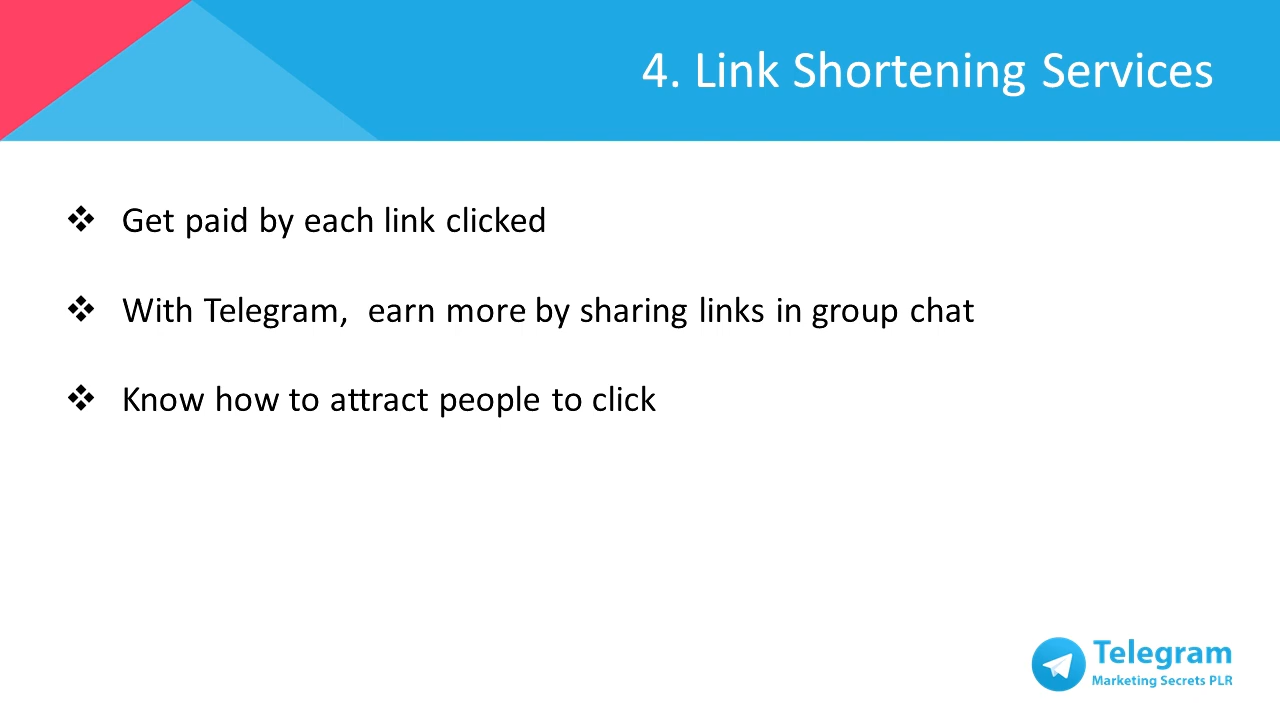 4. Link Shortening Services
❖ Get paid by each link clicked
❖ With Telegram,  earn more by sharing links in group chat
❖ Know how to attract people to click
Telegram
Marketing Secrets PLR